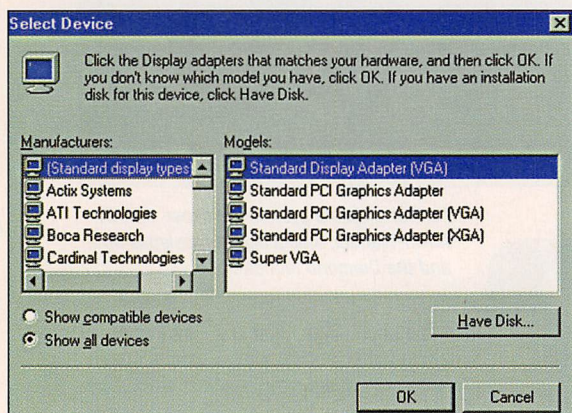 Select Device
Click the Display adapters that matches your hardware, and then click OK. If
you don't know which model you have, click OK. If you have an installation
disk for this device, click Have Disk.
Manufacturers:
(Standard display types)
Actix Systems
ATI Technologies
Boca Research
Cardinal Technologies
Models:
Standard Display Adapter (VGA)
Standard PCI Graphics Adapter
Standard PCI Graphics Adapter (VGA)
Standard PCI Graphics Adapter (XGA)
Super VGA
Show compatible devices
Show all devices
Have Disk...
OK
Cancel